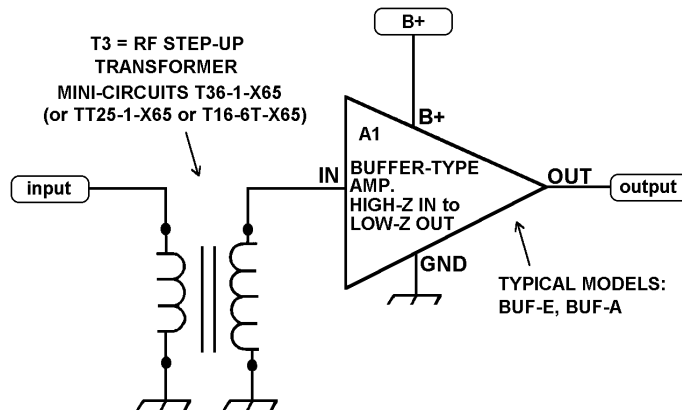 T3 = RF STEP-UP
TRANSFORMER
MINI-CIRCUITS T36-1-X65
(or TT25-1-X65 or T16-6T-X65)
B+
B+
A1
input
IN
BUFFER-TYPE
AMP.
HIGH-Z IN to
LOW-Z OUT
OUT
output
GND
TYPICAL MODELS:
BUF-E, BUF-A